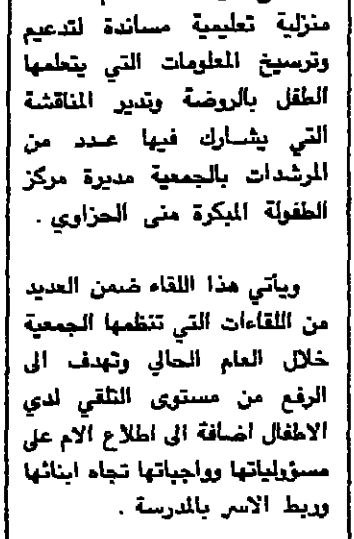 منزلية تعليمية مساندة لتدعيم
وترسيخ المعلومات التي يتعلمها
الطفل بالروضة وتدير المناقشة
التي يشارك فيها عدد من
المرشدات بالجمعية مديرة مركز
الطفولة المبكرة منى الحزاوي .
ويأتي هذا اللقاء ضمن العديد
من اللقاءات التي تنظمها الجمعية
خلال العام الحالي وتهدف الى
الرفع من مستوى التلقي لدي
الاطفال اضافة الى اطلاع الام على
مسؤولياتها وواجباتها تجاه ابنائها
وربط الاسر بالمدرسة .